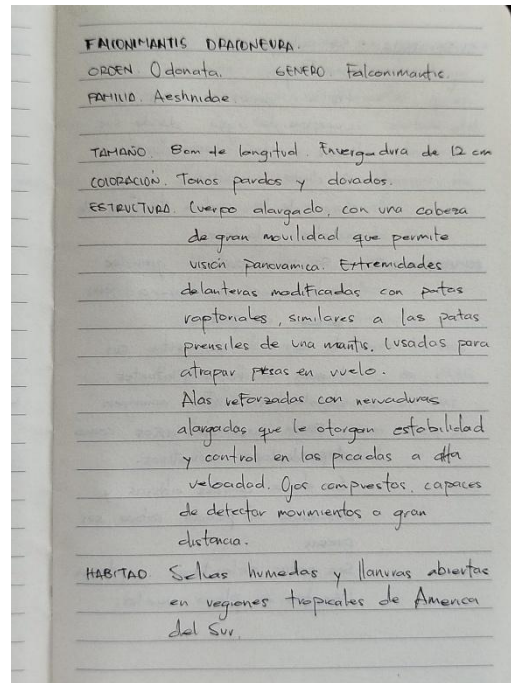 FALCONIMANTIS DRACONEURA.
ORDEN. Odonata. GENERO Falconimantis.
FAMILIA. Aeshnidae
TAMAÑO. 8cm de longitud. Envergadura de 12 cm
COLORACIÓN. Tonos pardos y dorados.
ESTRUCTURA. Cuerpo alargado, con una cabeza
de gran movilidad que permite
visión panoramica. Extremidades
delanteras modificadas con patas
raptoriales, similares a las patas
prensiles de una mantis. Usadas para
atrapar presas en vuelo.
Alas reforzadas con nervaduras
alargadas que le otorgan estabilidad
y control en las picadas a alta
velocidad. Ojos compuestos, capaces
de detectar movimientos a gran
distancia.
HABITAD. Selvas humedas y llanuras abiertas
en regiones tropicales de America
del Sur.